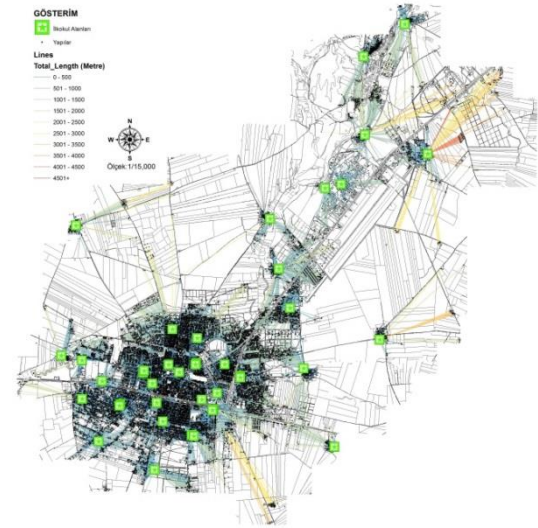 GÖSTERİM
İlkokul Alanları
Yapılar
Lines
Total_Length (Metre)
0 - 500
501 - 1000
1001 - 1500
1501 - 2000
2001 - 2500
2501 - 3000
3001 - 3500
3501 - 4000
4001 - 4500
4501+
N
W
E
S
Ölçek:1/15,000